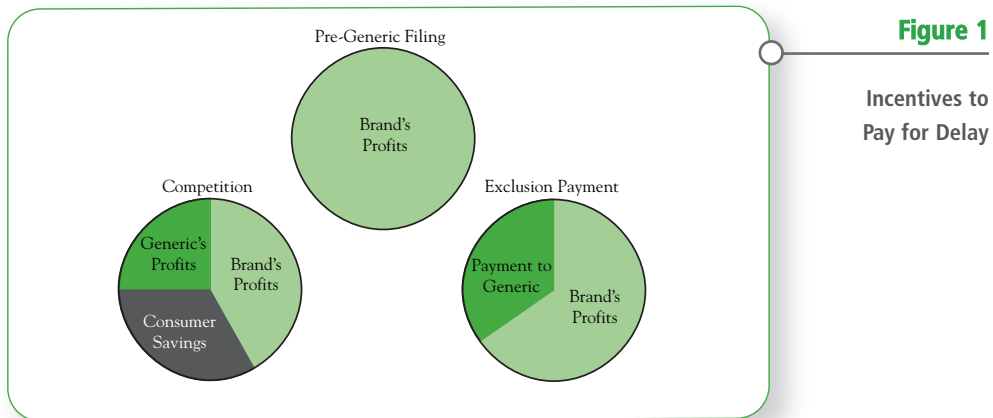 Figure 1
Incentives to
Pay for Delay
Pre-Generic Filing
Brand's
Profits
Competition
Generic's
Profits
Brand's
Profits
Consumer
Savings
Exclusion Payment
Payment to
Generic
Brand's
Profits